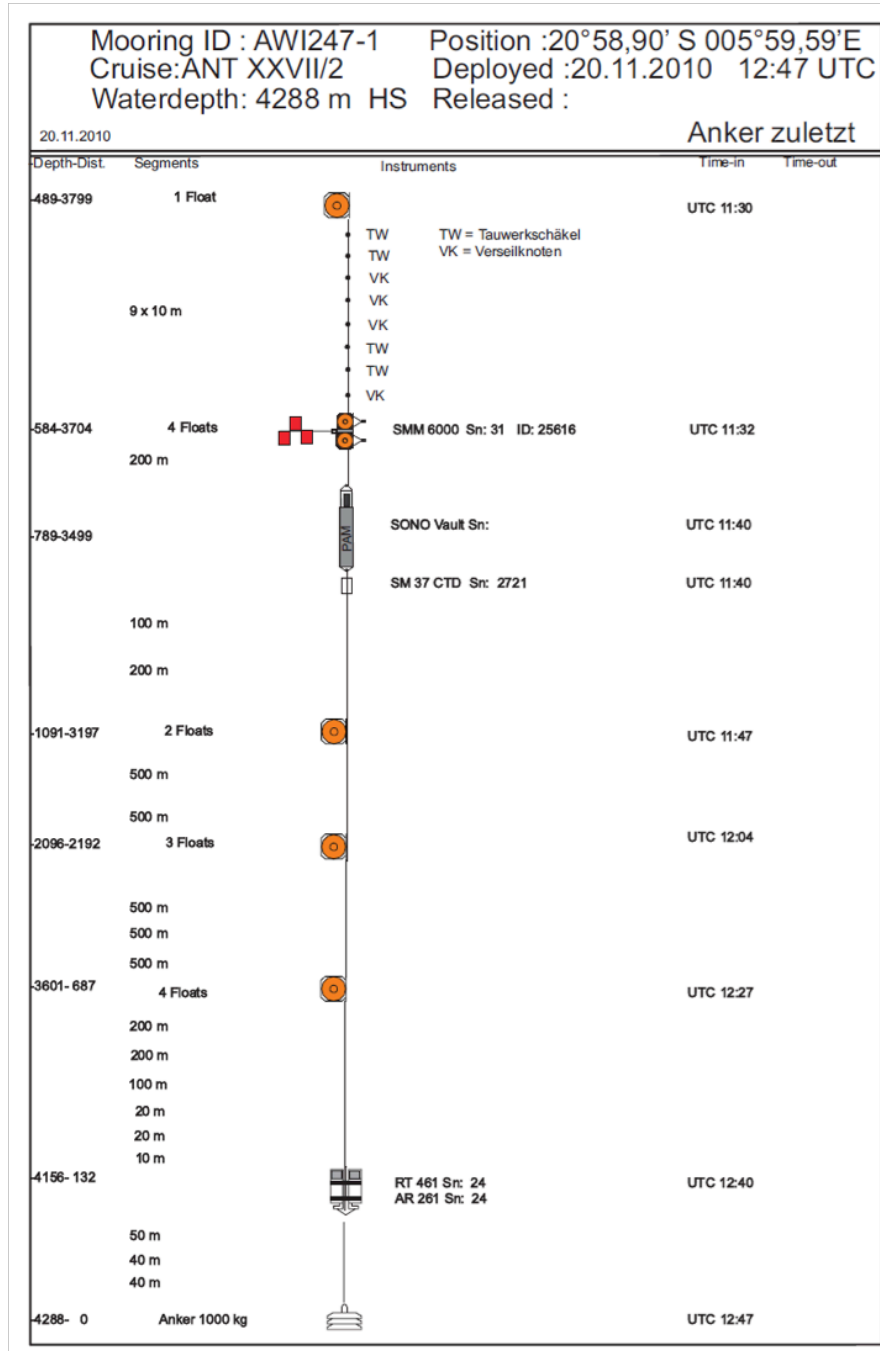 Mooring ID : AWI247-1 Position :20°58,90' S 005°59,59'E
Cruise:ANT XXVII/2 Deployed :20.11.2010 12:47 UTC
Waterdepth: 4288 m HS Released :
20.11.2010 Anker zuletzt
-Depth-Dist. Segments Instruments Time-in Time-out
-489-3799 1 Float UTC 11:30
TW TW = Tauwerkschäkel
TW VK = Verseilknoten
VK
VK
9 x 10 m
VK
TW
TW
VK
-584-3704 4 Floats SMM 6000 Sn: 31 ID: 25616 UTC 11:32
200 m
SONO Vault Sn: UTC 11:40
-789-3499 PAM
SM 37 CTD Sn: 2721 UTC 11:40
100 m
200 m
-1091-3197 2 Floats UTC 11:47
500 m
500 m
-2096-2192 3 Floats UTC 12:04
500 m
500 m
500 m
-3601- 687 4 Floats UTC 12:27
200 m
200 m
100 m
20 m
20 m
10 m
-4156- 132 RT 461 Sn: 24 UTC 12:40
AR 261 Sn: 24
50 m
40 m
40 m
-4288- 0 Anker 1000 kg UTC 12:47